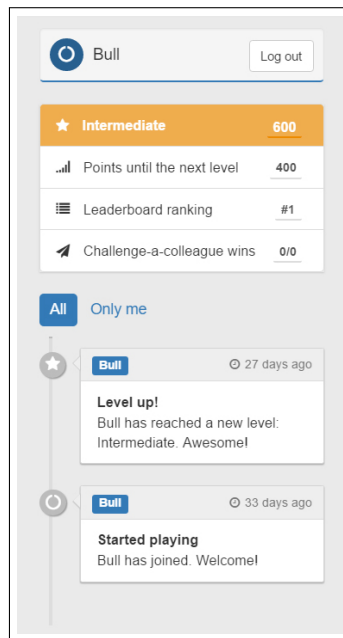 Bull
Log out
Intermediate 600
Points until the next level 400
Leaderboard ranking #1
Challenge-a-colleague wins 0/0
All Only me
Bull 27 days ago
Level up!
Bull has reached a new level:
Intermediate. Awesome!
Bull 33 days ago
Started playing
Bull has joined. Welcome!